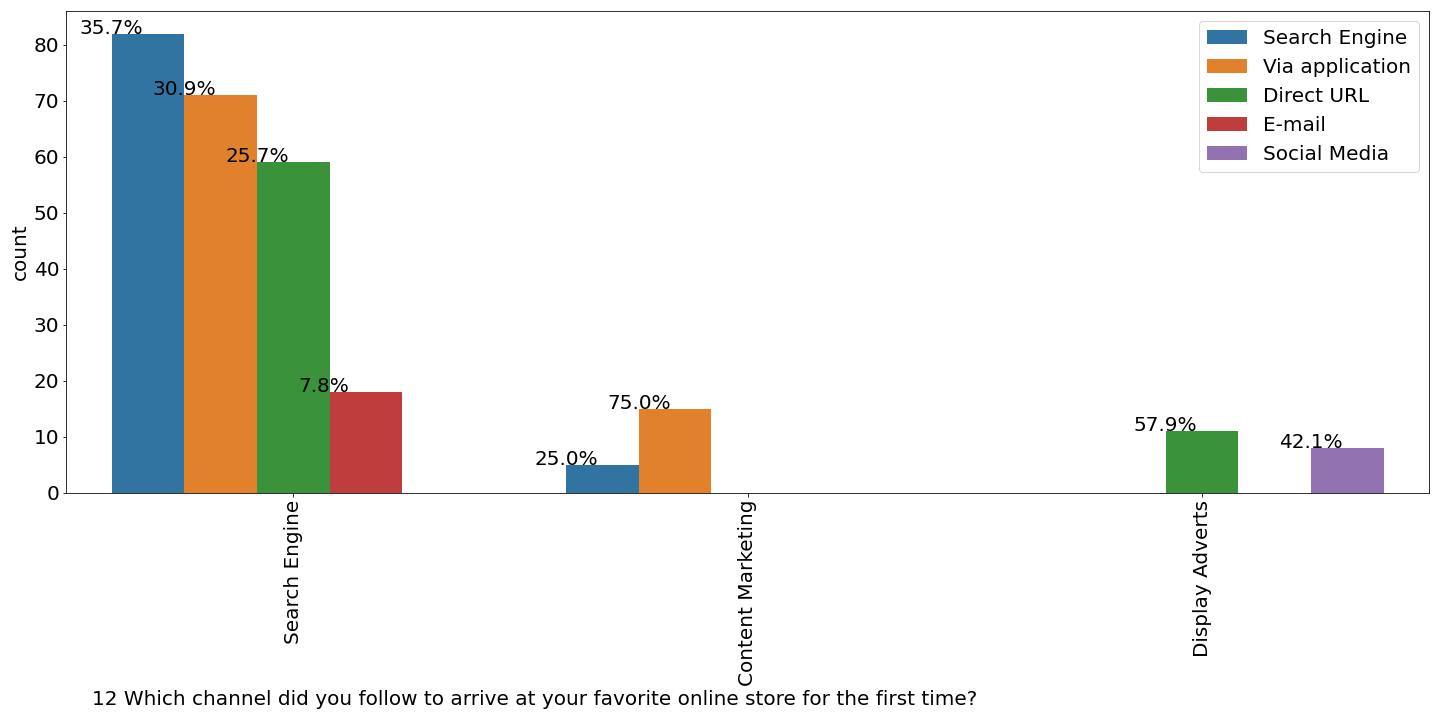 35.7%
30.9%
25.7%
7.8%
25.0%
75.0%
57.9%
42.1%
80
70
60
50
40
30
20
10
0
count
Search Engine
Via application
Direct URL
E-mail
Social Media
Search Engine
Content Marketing
Display Adverts
12 Which channel did you follow to arrive at your favorite online store for the first time?